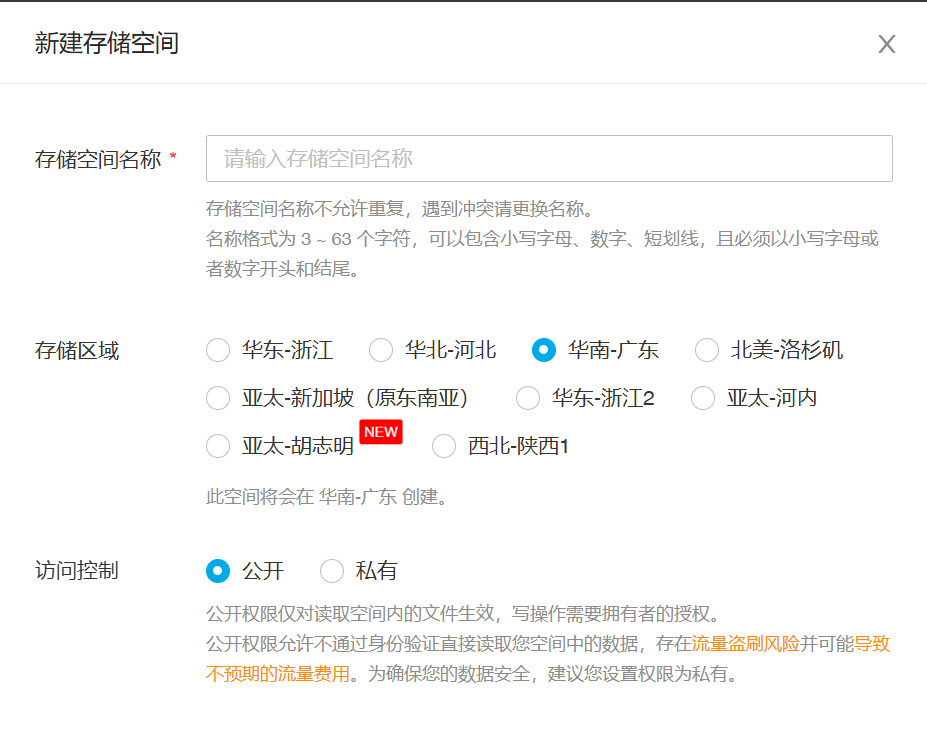 新建存储空间
存储空间名称 *
请输入存储空间名称
存储空间名称不允许重复，遇到冲突请更换名称。
名称格式为 3 ~ 63 个字符，可以包含小写字母、数字、短划线，且必须以小写字母或
者数字开头和结尾。
存储区域
华东-浙江 华北-河北 华南-广东 北美-洛杉矶
亚太-新加坡（原东南亚） 华东-浙江2 亚太-河内
亚太-胡志明 NEW 西北-陕西1
此空间将会在 华南-广东 创建。
访问控制
公开 私有
公开权限仅对读取空间内的文件生效，写操作需要拥有者的授权。
公开权限允许不通过身份验证直接读取您空间中的数据，存在流量盗刷风险并可能导致
不预期的流量费用。为确保您的数据安全，建议您设置权限为私有。